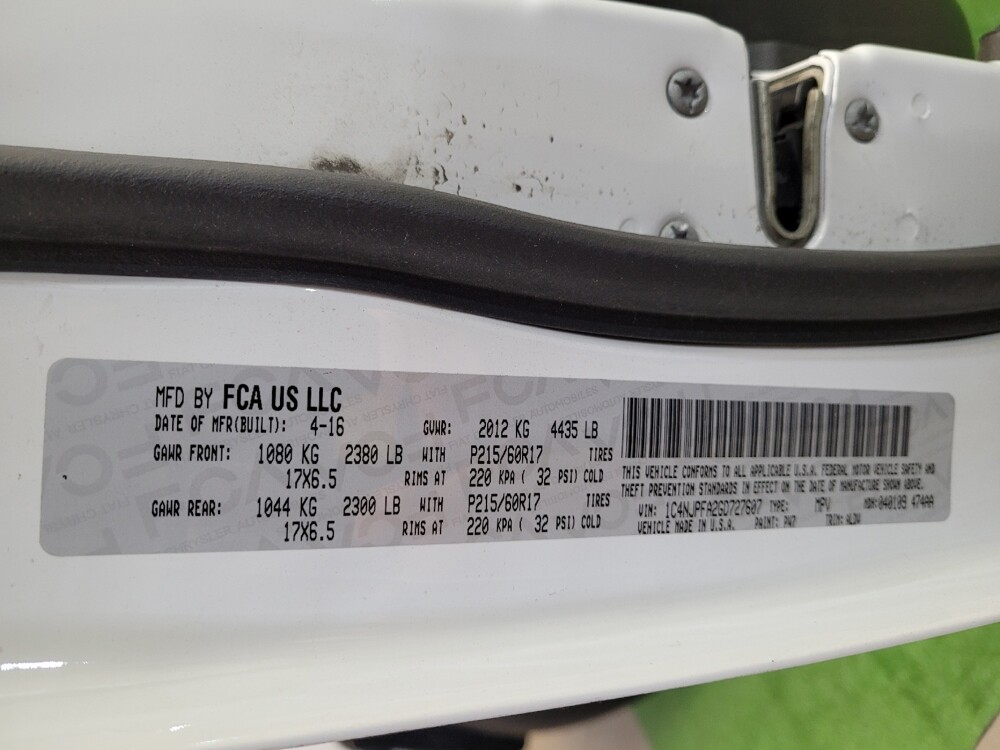 MFD BY FCA US LLC
DATE OF MFR(BUILT): 4-16 GVWR: 2012 KG 4435 LB
GAWR FRONT: 1080 KG 2380 LB WITH P215/60R17 TIRES
17X6.5 RIMS AT 220 KPA ( 32 PSI) COLD
GAWR REAR: 1044 KG 2300 LB WITH P215/60R17 TIRES
17X6.5 RIMS AT 220 KPA ( 32 PSI) COLD
THIS VEHICLE CONFORMS TO ALL APPLICABLE U.S.A. FEDERAL MOTOR VEHICLE SAFETY AND
THEFT PREVENTION STANDARDS IN EFFECT ON THE DATE OF MANUFACTURE SHOWN ABOVE.
VIN: 1C4NJPFA2GD727607 TYPE: MPV MDH:040109 474AA
VEHICLE MADE IN U.S.A. PAINT: PW7 TRIM: